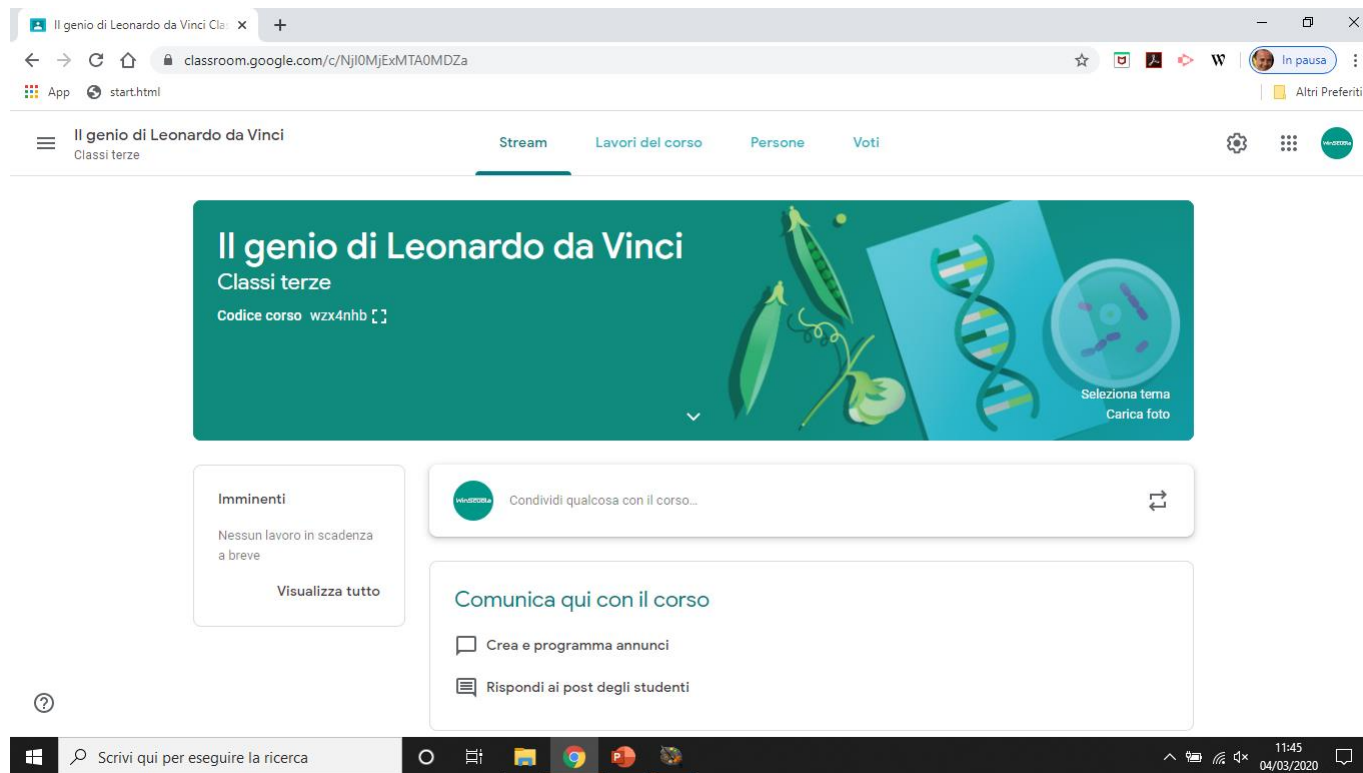 Il genio di Leonardo da Vinci Cla
classroom.google.com/c/NjI0MjExMTA0MDZa
In pausa
App
start.html
Altri Preferiti
Il genio di Leonardo da Vinci
Classi terze
Stream
Lavori del corso
Persone
Voti
WinSCUOLA
Il genio di Leonardo da Vinci
Classi terze
Codice corso wzx4nhb
Seleziona tema
Carica foto
Imminenti
Nessun lavoro in scadenza
a breve
Visualizza tutto
WinSCUOLA
Condividi qualcosa con il corso...
Comunica qui con il corso
Crea e programma annunci
Rispondi ai post degli studenti
Scrivi qui per eseguire la ricerca
11:45
04/03/2020